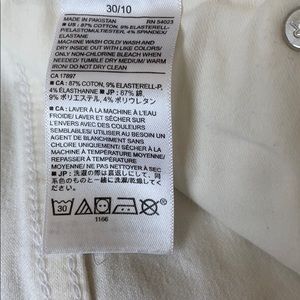 30/10
MADE IN PAKISTAN RN 54023
■ US : 87% COTTON, 9% ELASTERELL-
P/ELASTOMULTIESTER, 4% SPANDEX/
ELASTANE
MACHINE WASH COLD/ WASH AND
DRY INSIDE OUT WITH LIKE COLORS/
ONLY NON-CHLORINE BLEACH WHEN
NEEDED/ TUMBLE DRY MEDIUM/ WARM
IRON/ DO NOT DRY CLEAN
CA 17897
■ CA : 87% COTTON, 9% ELASTERELL-P,
4% ELASTHANNE ■ JP : 87% 綿,
9% ポリエステル, 4% ポリウレタン
■ CA : LAVER À LA MACHINE À L'EAU
FROIDE/ LAVER ET SÉCHER SUR
L'ENVERS AVEC DES COULEURS
SEMBLABLES/ UTILISER AU BESOIN UN
AGENT DE BLANCHIMENT SANS
CHLORE UNIQUEMENT/ SÉCHER À LA
MACHINE À TEMPÉRATURE MOYENNE/
REPASSER À TEMPÉRATURE
MOYENNE/ NE PAS NETTOYER À SEC
■ JP : 洗濯の際は裏返しにして、同
系色のものと一緒に洗濯/乾燥してく
ださい。
30
1166